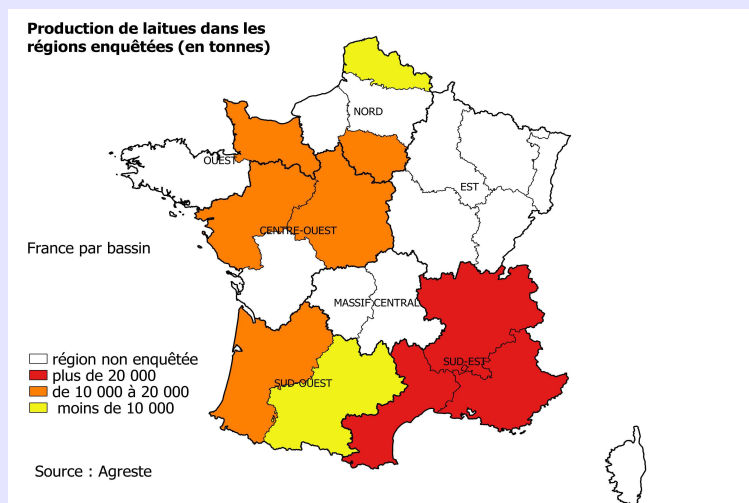 Production de laitues dans les
régions enquêtées (en tonnes)
NORD
OUEST
EST
CENTRE-OUEST
France par bassin
MASSIF CENTRAL
région non enquêtée
plus de 20 000
de 10 000 à 20 000
moins de 10 000
SUD-EST
SUD-OUEST
Source : Agreste